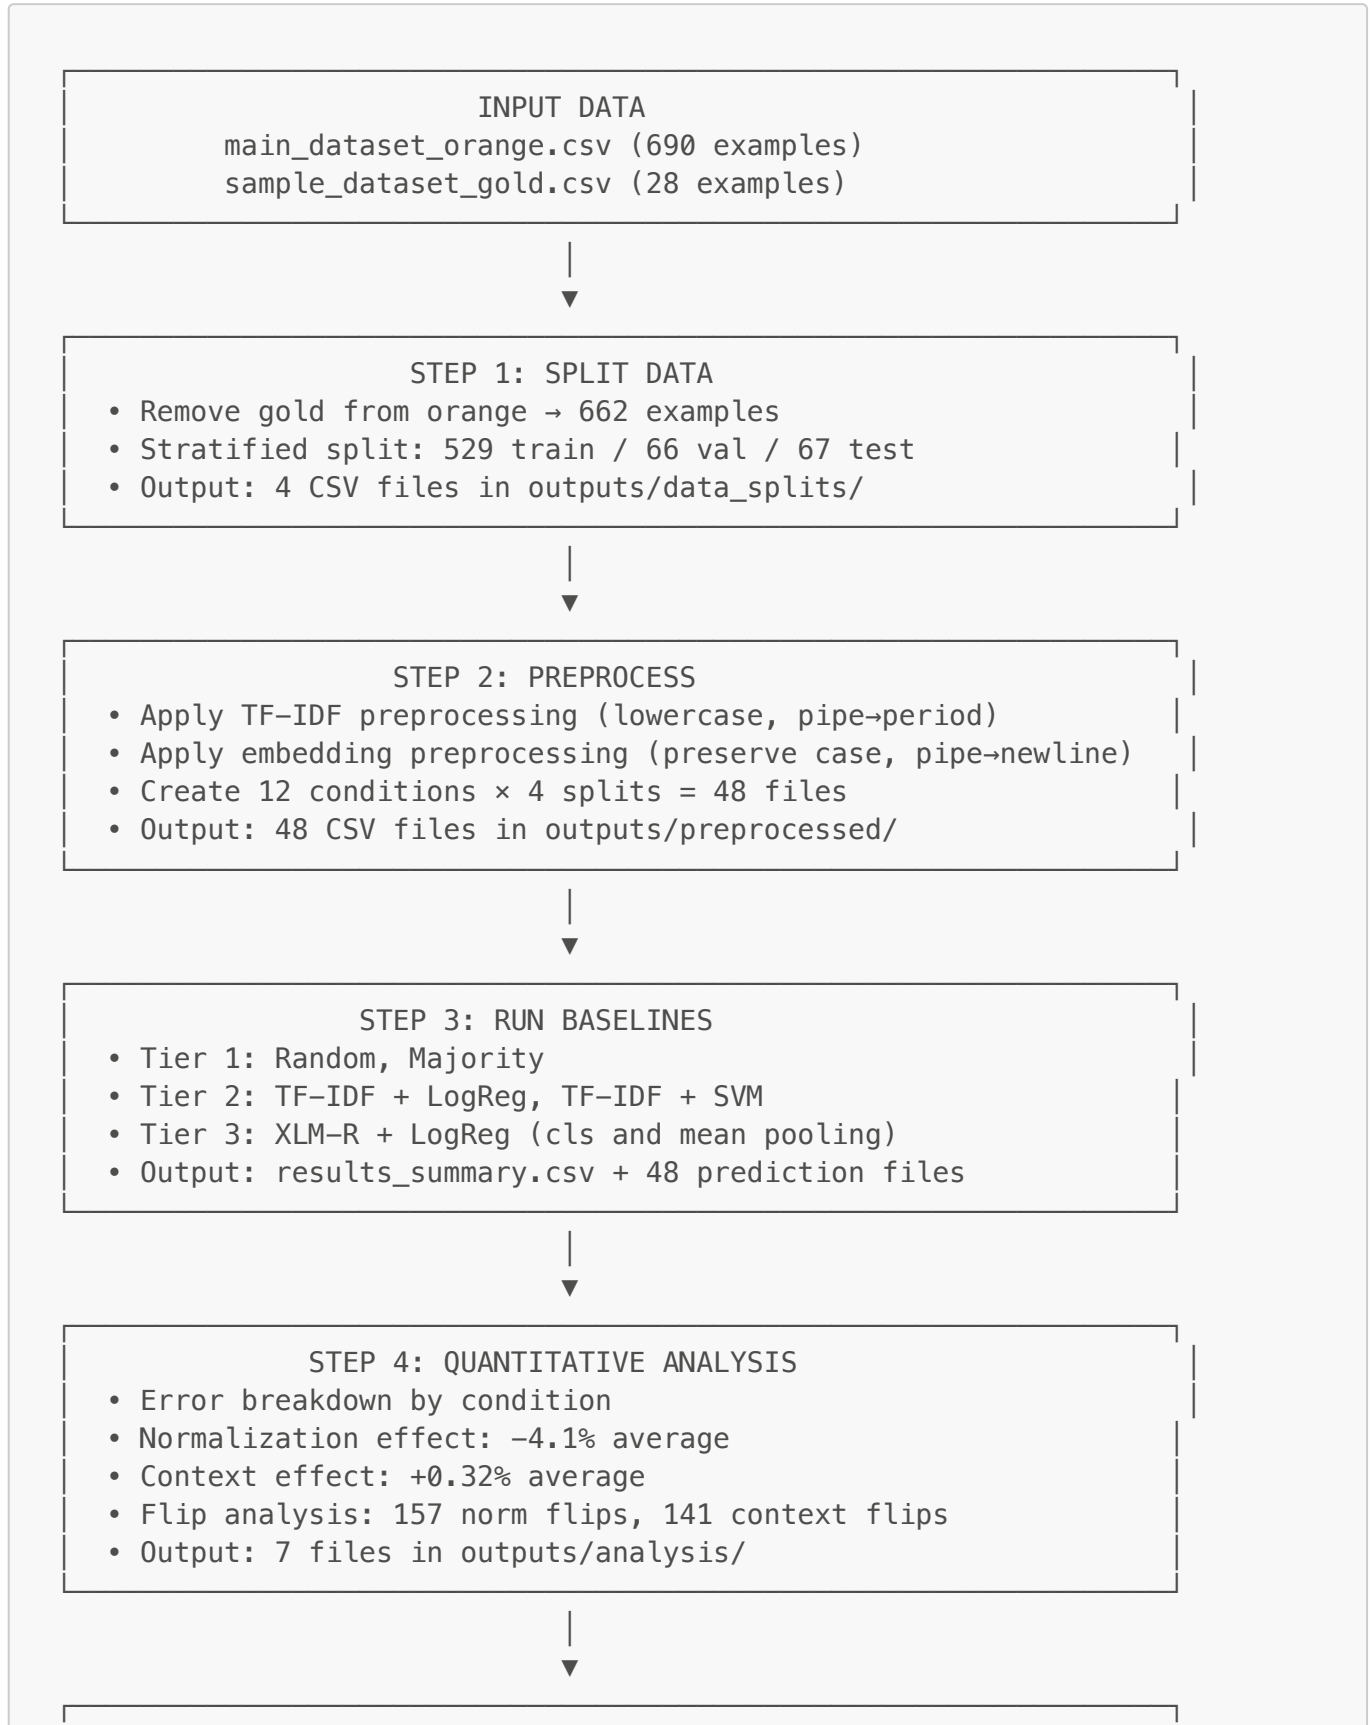 INPUT DATA
main_dataset_orange.csv (690 examples)
sample_dataset_gold.csv (28 examples)
STEP 1: SPLIT DATA
• Remove gold from orange → 662 examples
• Stratified split: 529 train / 66 val / 67 test
• Output: 4 CSV files in outputs/data_splits/
STEP 2: PREPROCESS
• Apply TF-IDF preprocessing (lowercase, pipe→period)
• Apply embedding preprocessing (preserve case, pipe→newline)
• Create 12 conditions × 4 splits = 48 files
• Output: 48 CSV files in outputs/preprocessed/
STEP 3: RUN BASELINES
• Tier 1: Random, Majority
• Tier 2: TF-IDF + LogReg, TF-IDF + SVM
• Tier 3: XLM-R + LogReg (cls and mean pooling)
• Output: results_summary.csv + 48 prediction files
STEP 4: QUANTITATIVE ANALYSIS
• Error breakdown by condition
• Normalization effect: -4.1% average
• Context effect: +0.32% average
• Flip analysis: 157 norm flips, 141 context flips
• Output: 7 files in outputs/analysis/